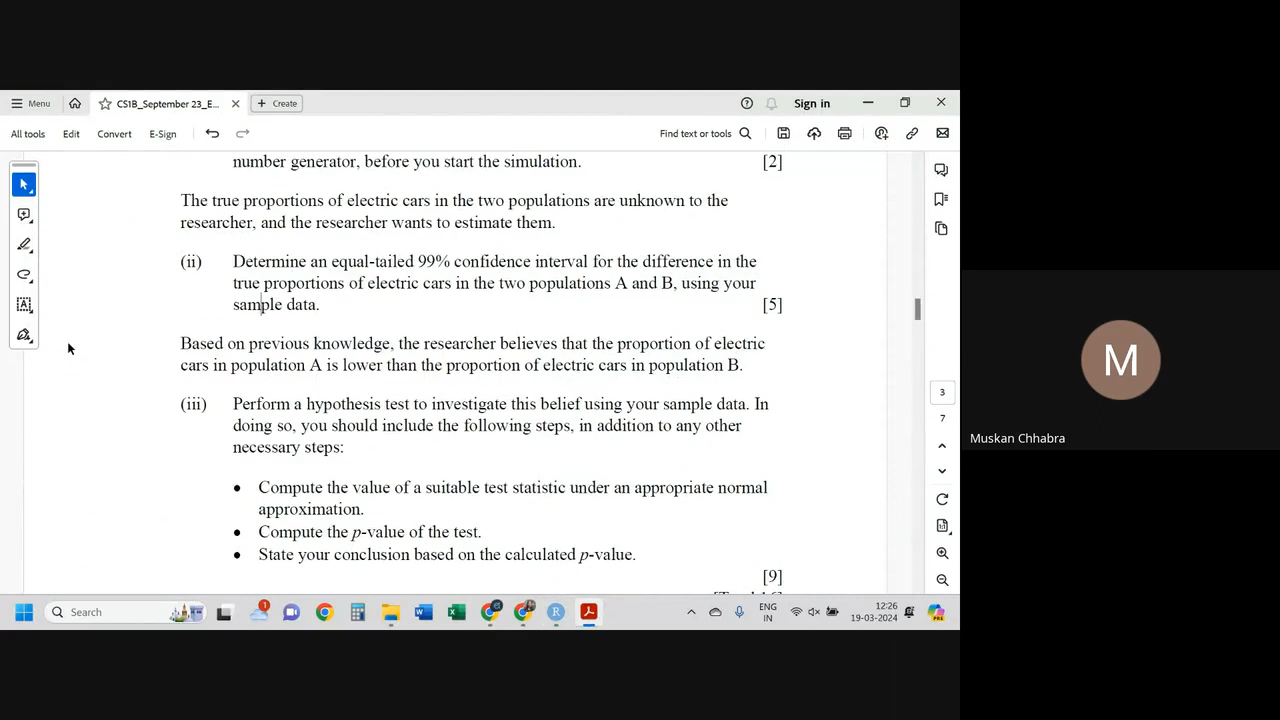 Menu
CS1B_September 23_E...
Create
Sign in
All tools
Edit
Convert
E-Sign
Find text or tools
number generator, before you start the simulation. [2]
The true proportions of electric cars in the two populations are unknown to the
researcher, and the researcher wants to estimate them.
(ii) Determine an equal-tailed 99% confidence interval for the difference in the
true proportions of electric cars in the two populations A and B, using your
sample data. [5]
Based on previous knowledge, the researcher believes that the proportion of electric
cars in population A is lower than the proportion of electric cars in population B.
(iii) Perform a hypothesis test to investigate this belief using your sample data. In
doing so, you should include the following steps, in addition to any other
necessary steps:
• Compute the value of a suitable test statistic under an appropriate normal
approximation.
• Compute the p-value of the test.
• State your conclusion based on the calculated p-value.
[9]
3
7
M
Muskan Chhabra
Search
1
ENG
IN
12:26
19-03-2024